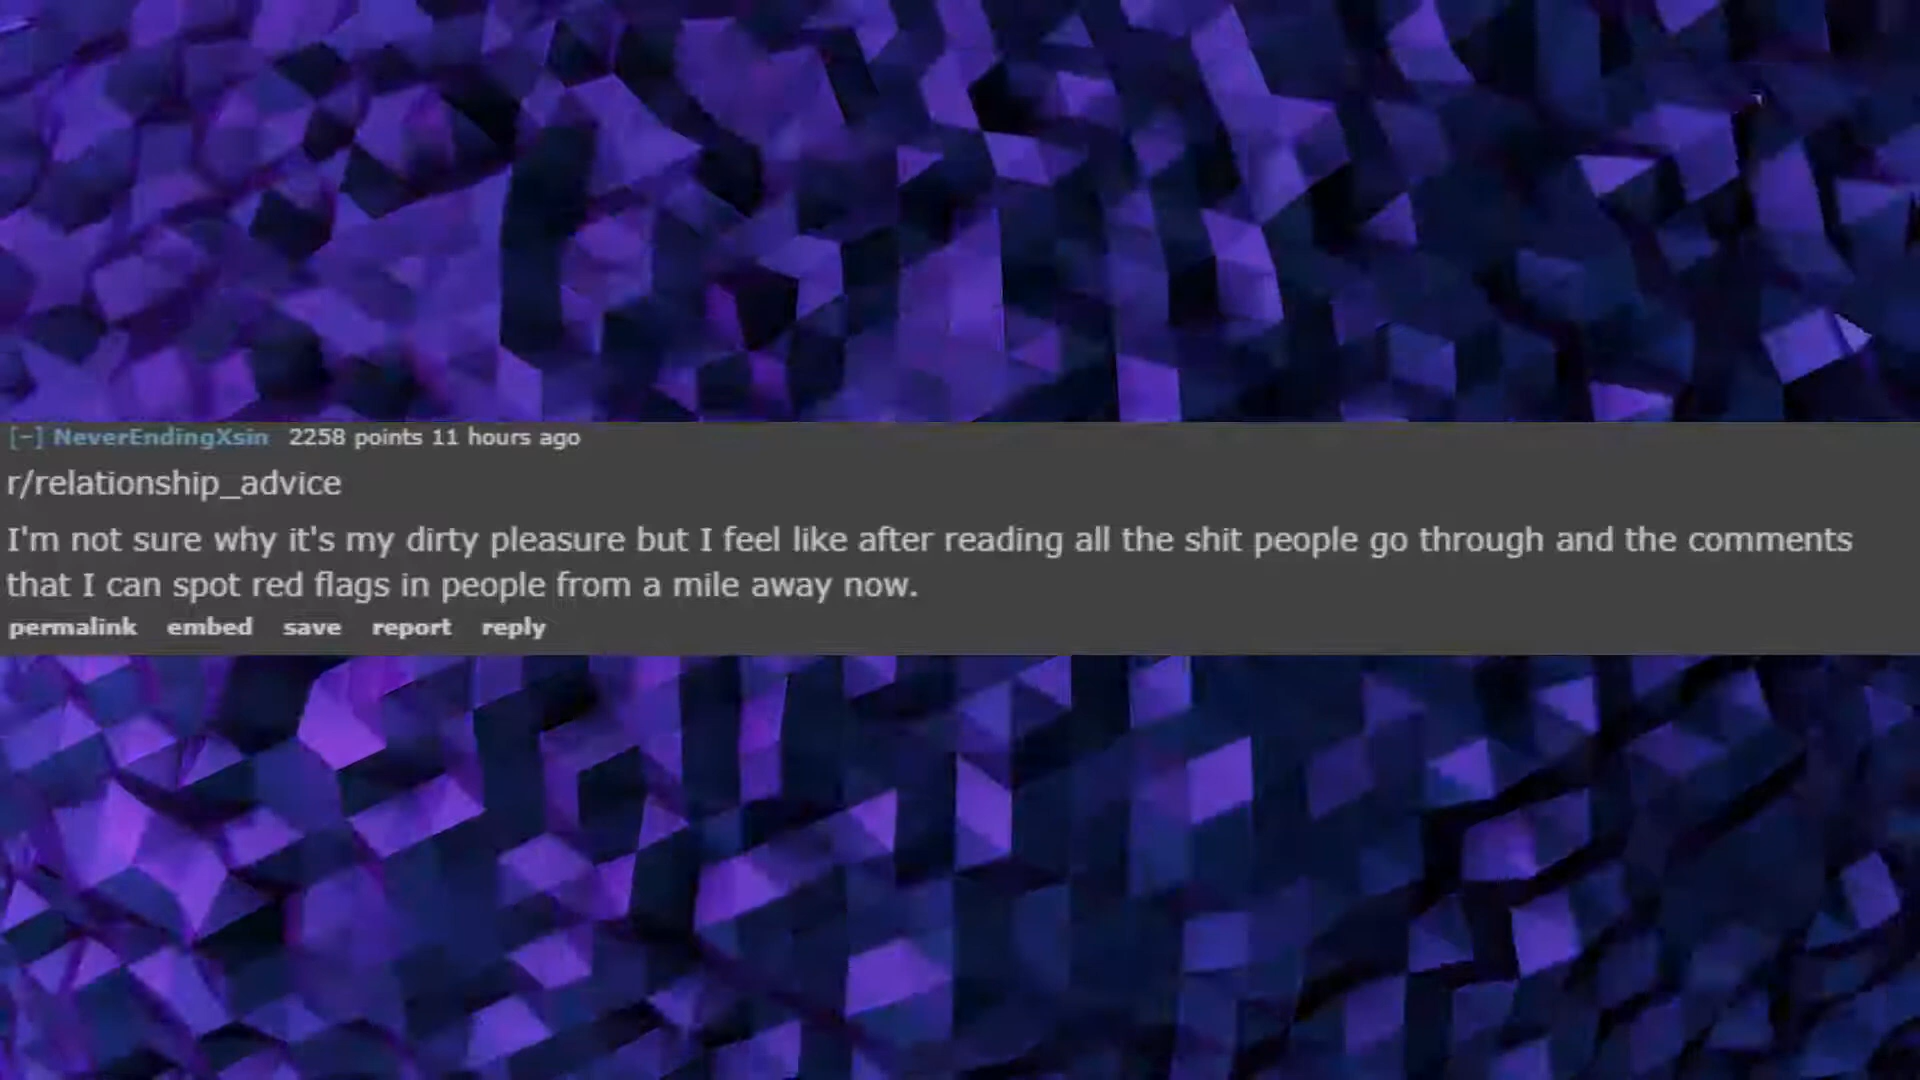 [-] NeverEndingXsin 2258 points 11 hours ago
r/relationship_advice
I'm not sure why it's my dirty pleasure but I feel like after reading all the shit people go through and the comments
that I can spot red flags in people from a mile away now.
permalink embed save report reply